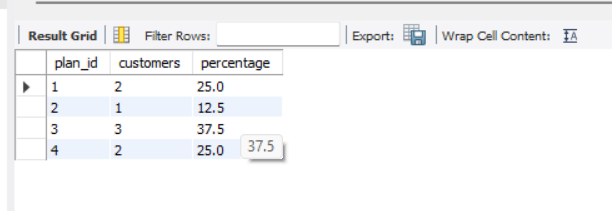 Result Grid Filter Rows: Export: Wrap Cell Content: IA
plan_id customers percentage
1 2 25.0
2 1 12.5
3 3 37.5
4 2 25.0 37.5